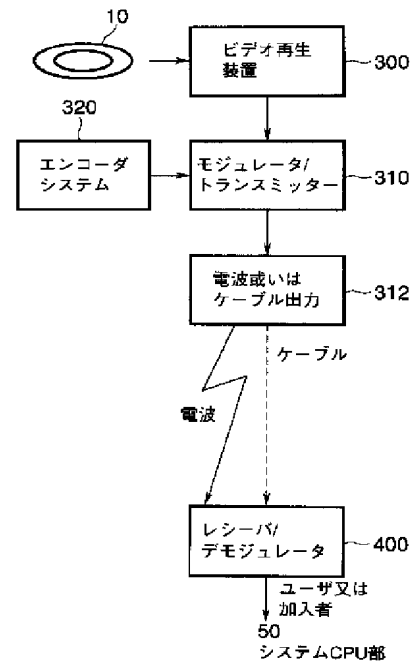 10
ビデオ再生
装置
300
320
エンコーダ
システム
モジュレータ/
トランスミッター
310
電波或いは
ケーブル出力
312
ケーブル
電波
レシーバ/
デモジュレータ
400
ユーザ又は
加入者
50
システムCPU部